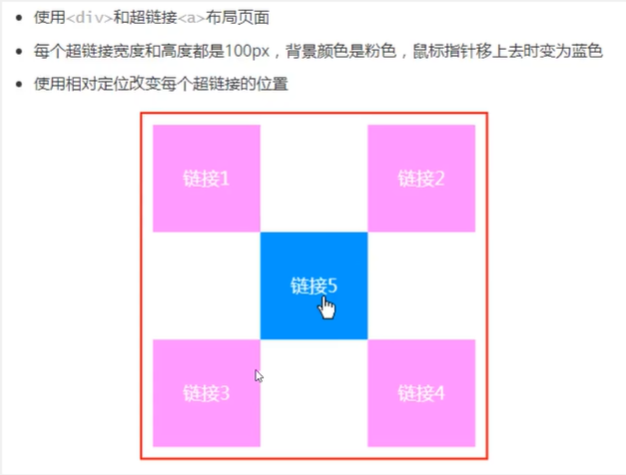 使用<div>和超链接<a>布局页面
每个超链接宽度和高度都是100px，背景颜色是粉色，鼠标指针移上去时变为蓝色
使用相对定位改变每个超链接的位置
链接1
链接2
链接5
链接3
链接4